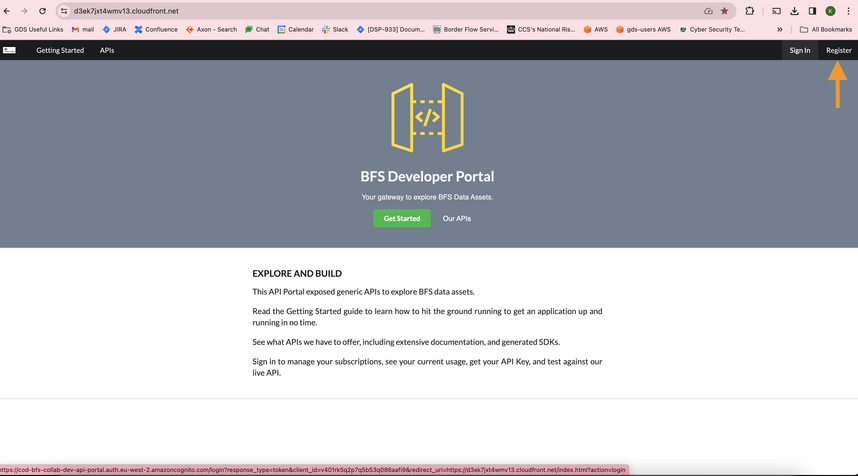 d3ek7jxt4wmv13.cloudfront.net
GDS Useful Links mail JIRA Confluence Axon - Search Chat Calendar Slack [DSP-933] Docum... Border Flow Servi... CCS's National Ris... AWS gds-users AWS Cyber Security Te... » All Bookmarks
Getting Started APIs Sign In Register
</>
BFS Developer Portal
Your gateway to explore BFS Data Assets.
Get Started Our APIs
EXPLORE AND BUILD
This API Portal exposed generic APIs to explore BFS data assets.
Read the Getting Started guide to learn how to hit the ground running to get an application up and
running in no time.
See what APIs we have to offer, including extensive documentation, and generated SDKs.
Sign in to manage your subscriptions, see your current usage, get your API Key, and test against our
live API.
https://cod-bfs-collab-dev-api-portal.auth.eu-west-2.amazoncognito.com/login?response_type=token&client_id=v401rk5q2p7q5b53q086aafi9&redirect_uri=https://d3ek7jxt4wmv13.cloudfront.net/index.html?action=login